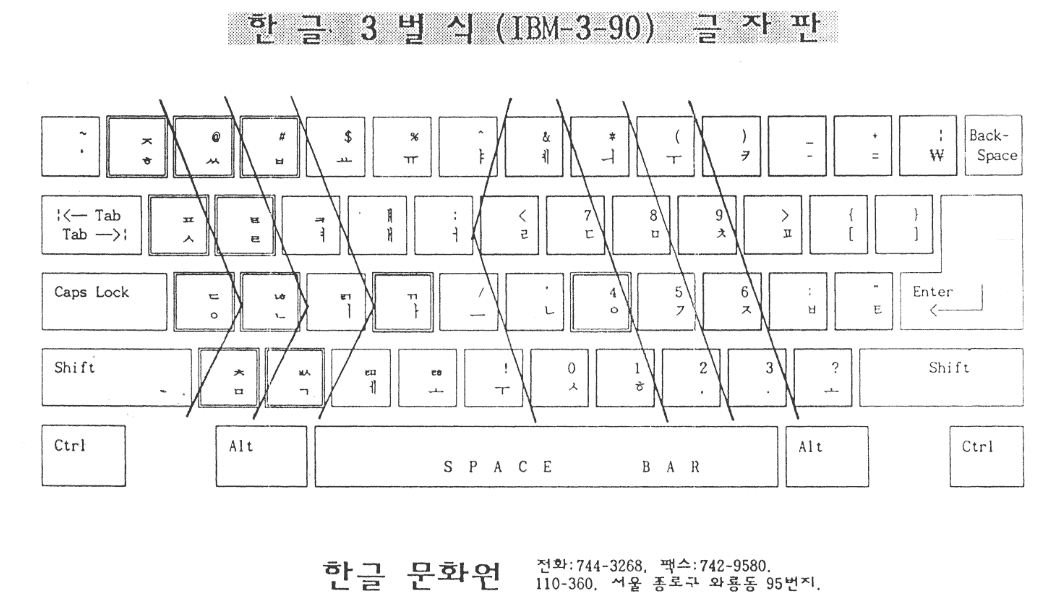 한 글 3 벌 식 (IBM-3-90) 글 자 판
~ ㅈ @ # $ % ^ & * ( ) _ + ¦ Back-
` ㅎ ㅆ ㅂ ㅛ ㅠ ㅑ ㅖ ㅢ ㅜ ㅋ - = ₩ Space
¦<— Tab ㅍ ㅄ ㅋ ㅒ : < 7 8 9 > { }
Tab —>¦ ㅅ ㄹ ㅕ ㅐ ㅓ ㄹ ㄷ ㅁ ㅊ ㅍ [ ]
Caps Lock ㄷ ㄶ ㄺ ㄲ / ' 4 5 6 : " Enter
ㅇ ㄴ ㅣ ㅏ ㅡ ㄴ ㅇ ㄱ ㅈ ㅂ ㅌ <
Shift ㅊ ㅄ ㄻ ㅀ ! 0 1 2 3 ? Shift
ㅁ ㄱ ㅔ ㅗ ㅜ ㅅ ㅎ , . ㅗ
Ctrl Alt S P A C E B A R Alt Ctrl
한글 문화원
전화:744-3268, 팩스:742-9580.
110-360. 서울 종로구 와룡동 95번지.